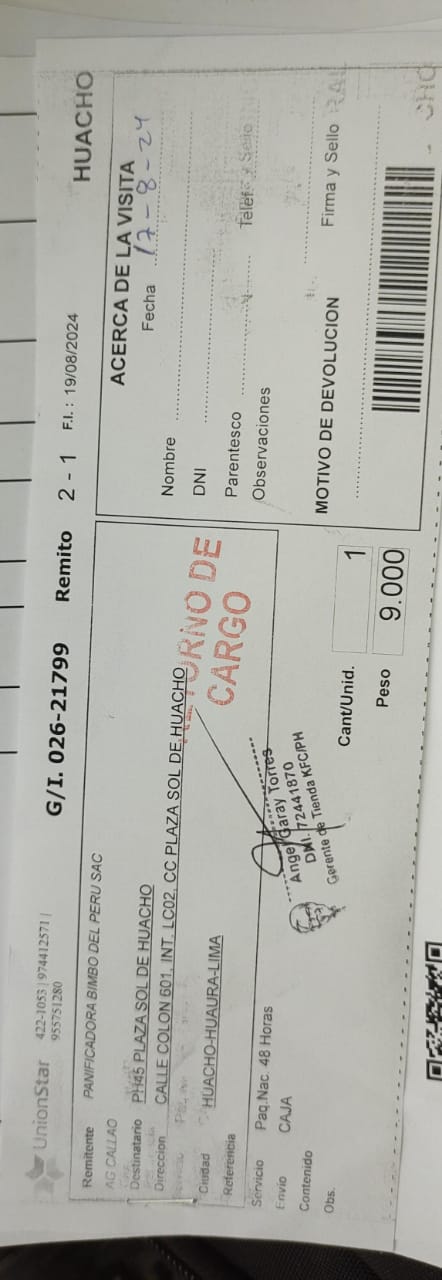 UnionStar
422-1053 | 974412571 |
955751280
G/I. 026-21799 Remito 2 - 1 F.I.: 19/08/2024 HUACHO
Remitente PANIFICADORA BIMBO DEL PERU SAC
AG CALLAO
Destinatario PH45 PLAZA SOL DE HUACHO
Direccion CALLE COLON 601, INT. LC02, CC PLAZA SOL DE HUACHO
Ciudad HUACHO-HUAURA-LIMA
Referencia
Servicio Paq.Nac. 48 Horas
Envio CAJA
Contenido
Obs.
RETORNO DE
CARGO
Angel Garay Torres
DNI. 72441870
Gerente de Tienda KFC/PH
Cant/Unid. 1
Peso 9.000
ACERCA DE LA VISITA
Fecha 17-8-24
Nombre
DNI
Parentesco Telef. y Sello
Observaciones
MOTIVO DE DEVOLUCION Firma y Sello